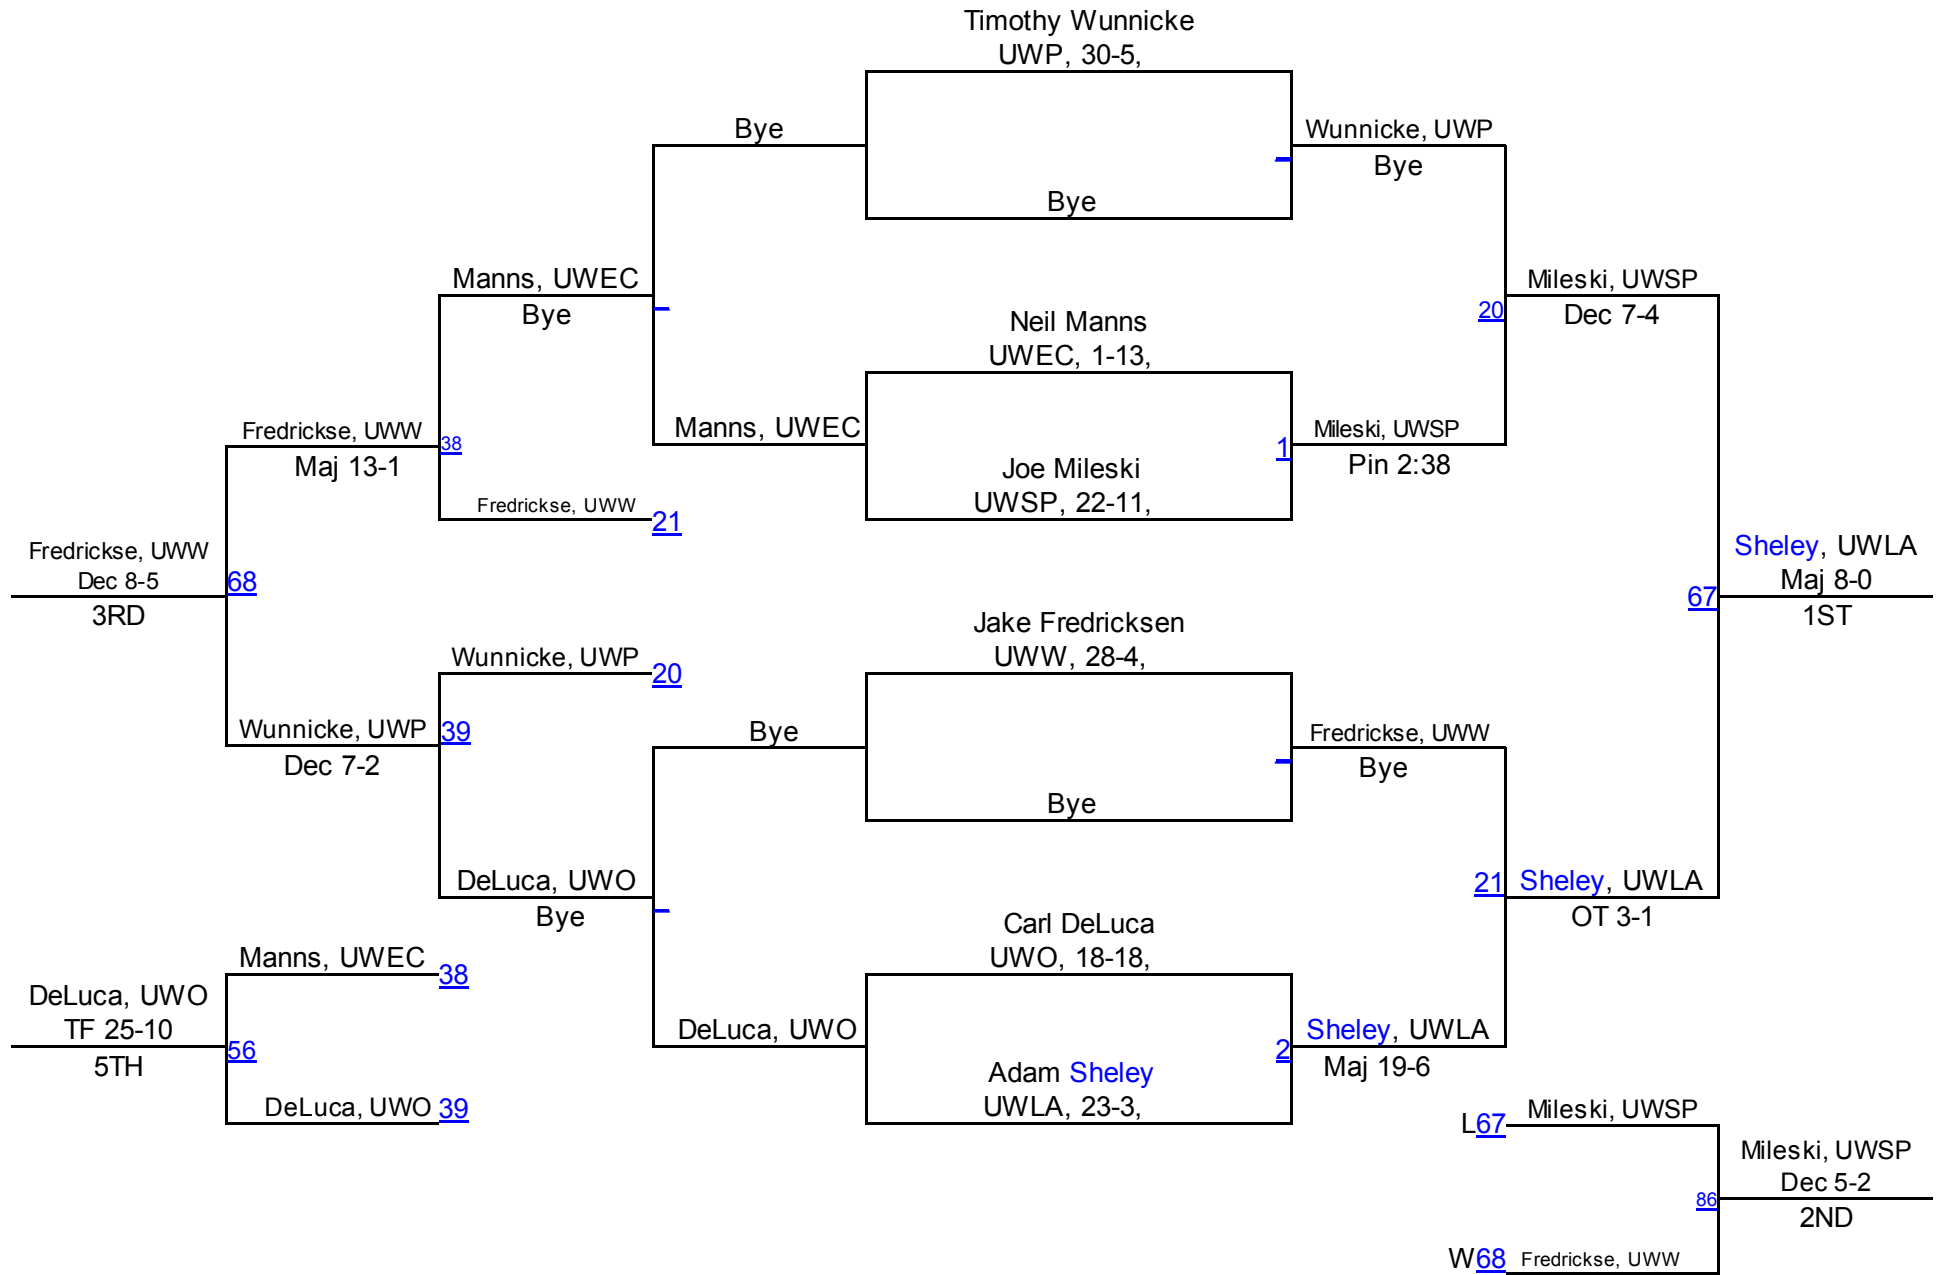 Timothy Wunnicke
UWP, 30-5,
Bye
Wunnicke, UWP
Bye
Bye
Manns, UWEC
Bye
Mileski, UWSP
20
Dec 7-4
Neil Manns
UWEC, 1-13,
Fredrickse, UWW
38
Maj 13-1
Manns, UWEC
1
Mileski, UWSP
Pin 2:38
Joe Mileski
UWSP, 22-11,
Fredrickse, UWW
21
Fredrickse, UWW
Dec 8-5
68
3RD
Sheley, UWLA
Maj 8-0
67
1ST
Jake Fredricksen
UWW, 28-4,
Wunnicke, UWP
20
Wunnicke, UWP
39
Dec 7-2
Bye
Fredrickse, UWW
Bye
Bye
DeLuca, UWO
Bye
21
Sheley, UWLA
OT 3-1
Carl DeLuca
UWO, 18-18,
Manns, UWEC
38
DeLuca, UWO
TF 25-10
56
5TH
DeLuca, UWO
2
Sheley, UWLA
Maj 19-6
Adam Sheley
UWLA, 23-3,
DeLuca, UWO 39
L67
Mileski, UWSP
Mileski, UWSP
Dec 5-2
86
2ND
W68 Fredrickse, UWW